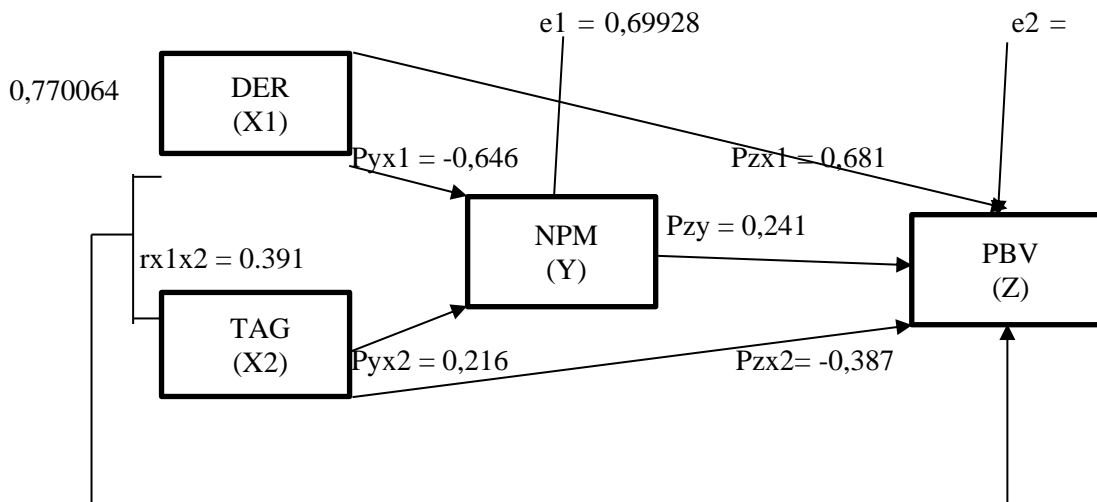 e1 = 0,69928
e2 =
0,770064
DER
(X1)
Pyx1 = -0,646
Pzx1 = 0,681
NPM
(Y)
Pzy = 0,241
PBV
(Z)
rx1x2 = 0.391
TAG
(X2)
Pyx2 = 0,216
Pzx2= -0,387